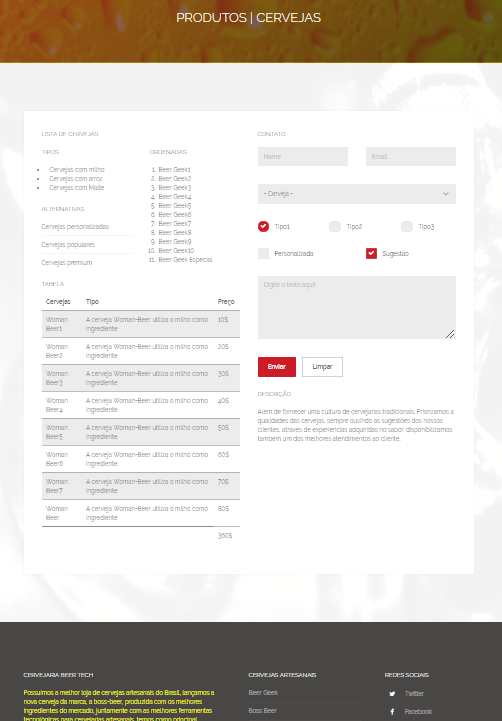 PRODUTOS | CERVEJAS
LISTA DE CERVEJAS
TIPOS
Cervejas com milho
Cervejas com arroz
Cervejas com Malte
ALTERNATIVAS
Cervejas personalizadas
Cervejas populares
Cervejas premium
ORDENADAS
1. Beer Geek1
2. Beer Geek2
3. Beer Geek3
4. Beer Geek4
5. Beer Geek5
6. Beer Geek6
7. Beer Geek7
8. Beer Geek8
9. Beer Geek9
10. Beer Geek10
11. Beer Geek Especial
TABELA
Cervejas Tipo Preço
Woman Beer1 A cerveja Woman-Beer utiliza o milho como ingrediente 10$
Woman Beer2 A cerveja Woman-Beer utiliza o milho como ingrediente 20$
Woman Beer3 A cerveja Woman-Beer utiliza o milho como ingrediente 30$
Woman Beer4 A cerveja Woman-Beer utiliza o milho como ingrediente 40$
Woman Beer5 A cerveja Woman-Beer utiliza o milho como ingrediente 50$
Woman Beer6 A cerveja Woman-Beer utiliza o milho como ingrediente 60$
Woman Beer7 A cerveja Woman-Beer utiliza o milho como ingrediente 70$
Woman Beer A cerveja Woman-Beer utiliza o milho como ingrediente 80$
360$
CONTATO
Name Email
- Cerveja -
Tipo1 Tipo2 Tipo3
Personalizada Sugestão
Digite o texto aqui!
Enviar Limpar
DESCRIÇÃO
Alem de fornecer uma cultura de cervejarias tradicionais. Priorizamos a
qualidades das cervejas, sempre ouvindo as sugestões dos nossos
clientes, atraves de experiencias adquiridas no sabor, disponibilizamos
também um dos melhores atendimentos ao cliente.
CERVEJARIA BEER TECH
Possuimos a melhor loja de cervejas artesanais do Brasil, lançamos a
nova cerveja da marca, a boss-beer, produzida com os melhores
ingredientes do mercado, juntamente com as melhores ferramentas
tecnológicas para cervejarias artesanais, temos como principal
CERVEJAS ARTESANAIS
Beer Geek
Boss Beer
REDES SOCIAIS
Twitter
Facebook